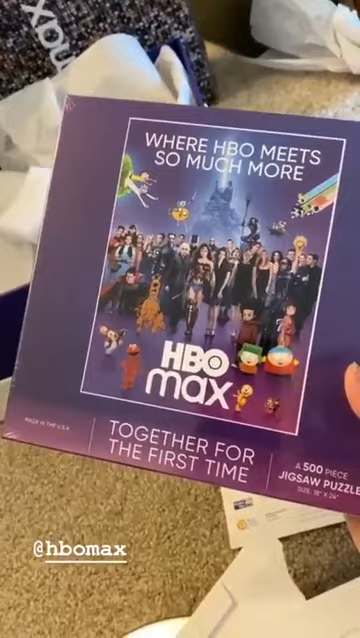 WHERE HBO MEETS
SO MUCH MORE
HBO
max
MADE IN THE U.S.A
TOGETHER FOR
THE FIRST TIME
A 500 PIECE
JIGSAW PUZZLE
SIZE: 18" X 24"
@hbomax